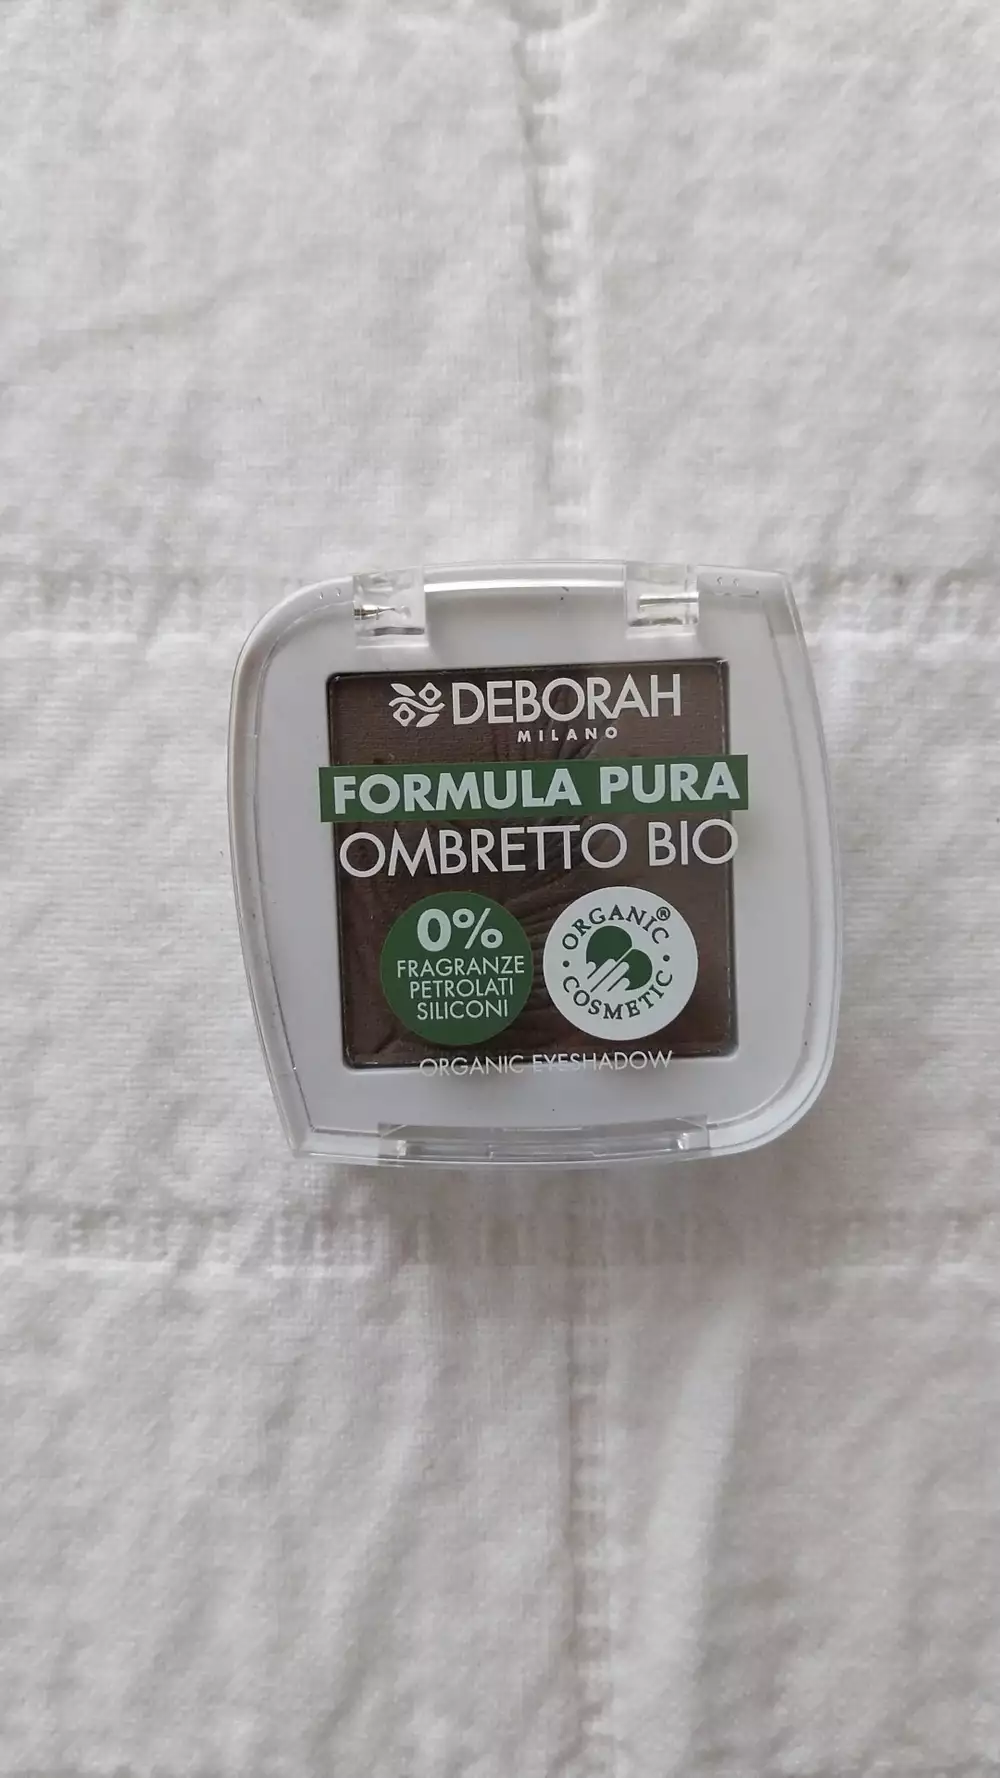 DEBORAH
MILANO
FORMULA PURA
OMBRETTO BIO
0%
FRAGRANZE
PETROLATI
SILICONI
ORGANIC®
COSMETIC
ORGANIC EYESHADOW